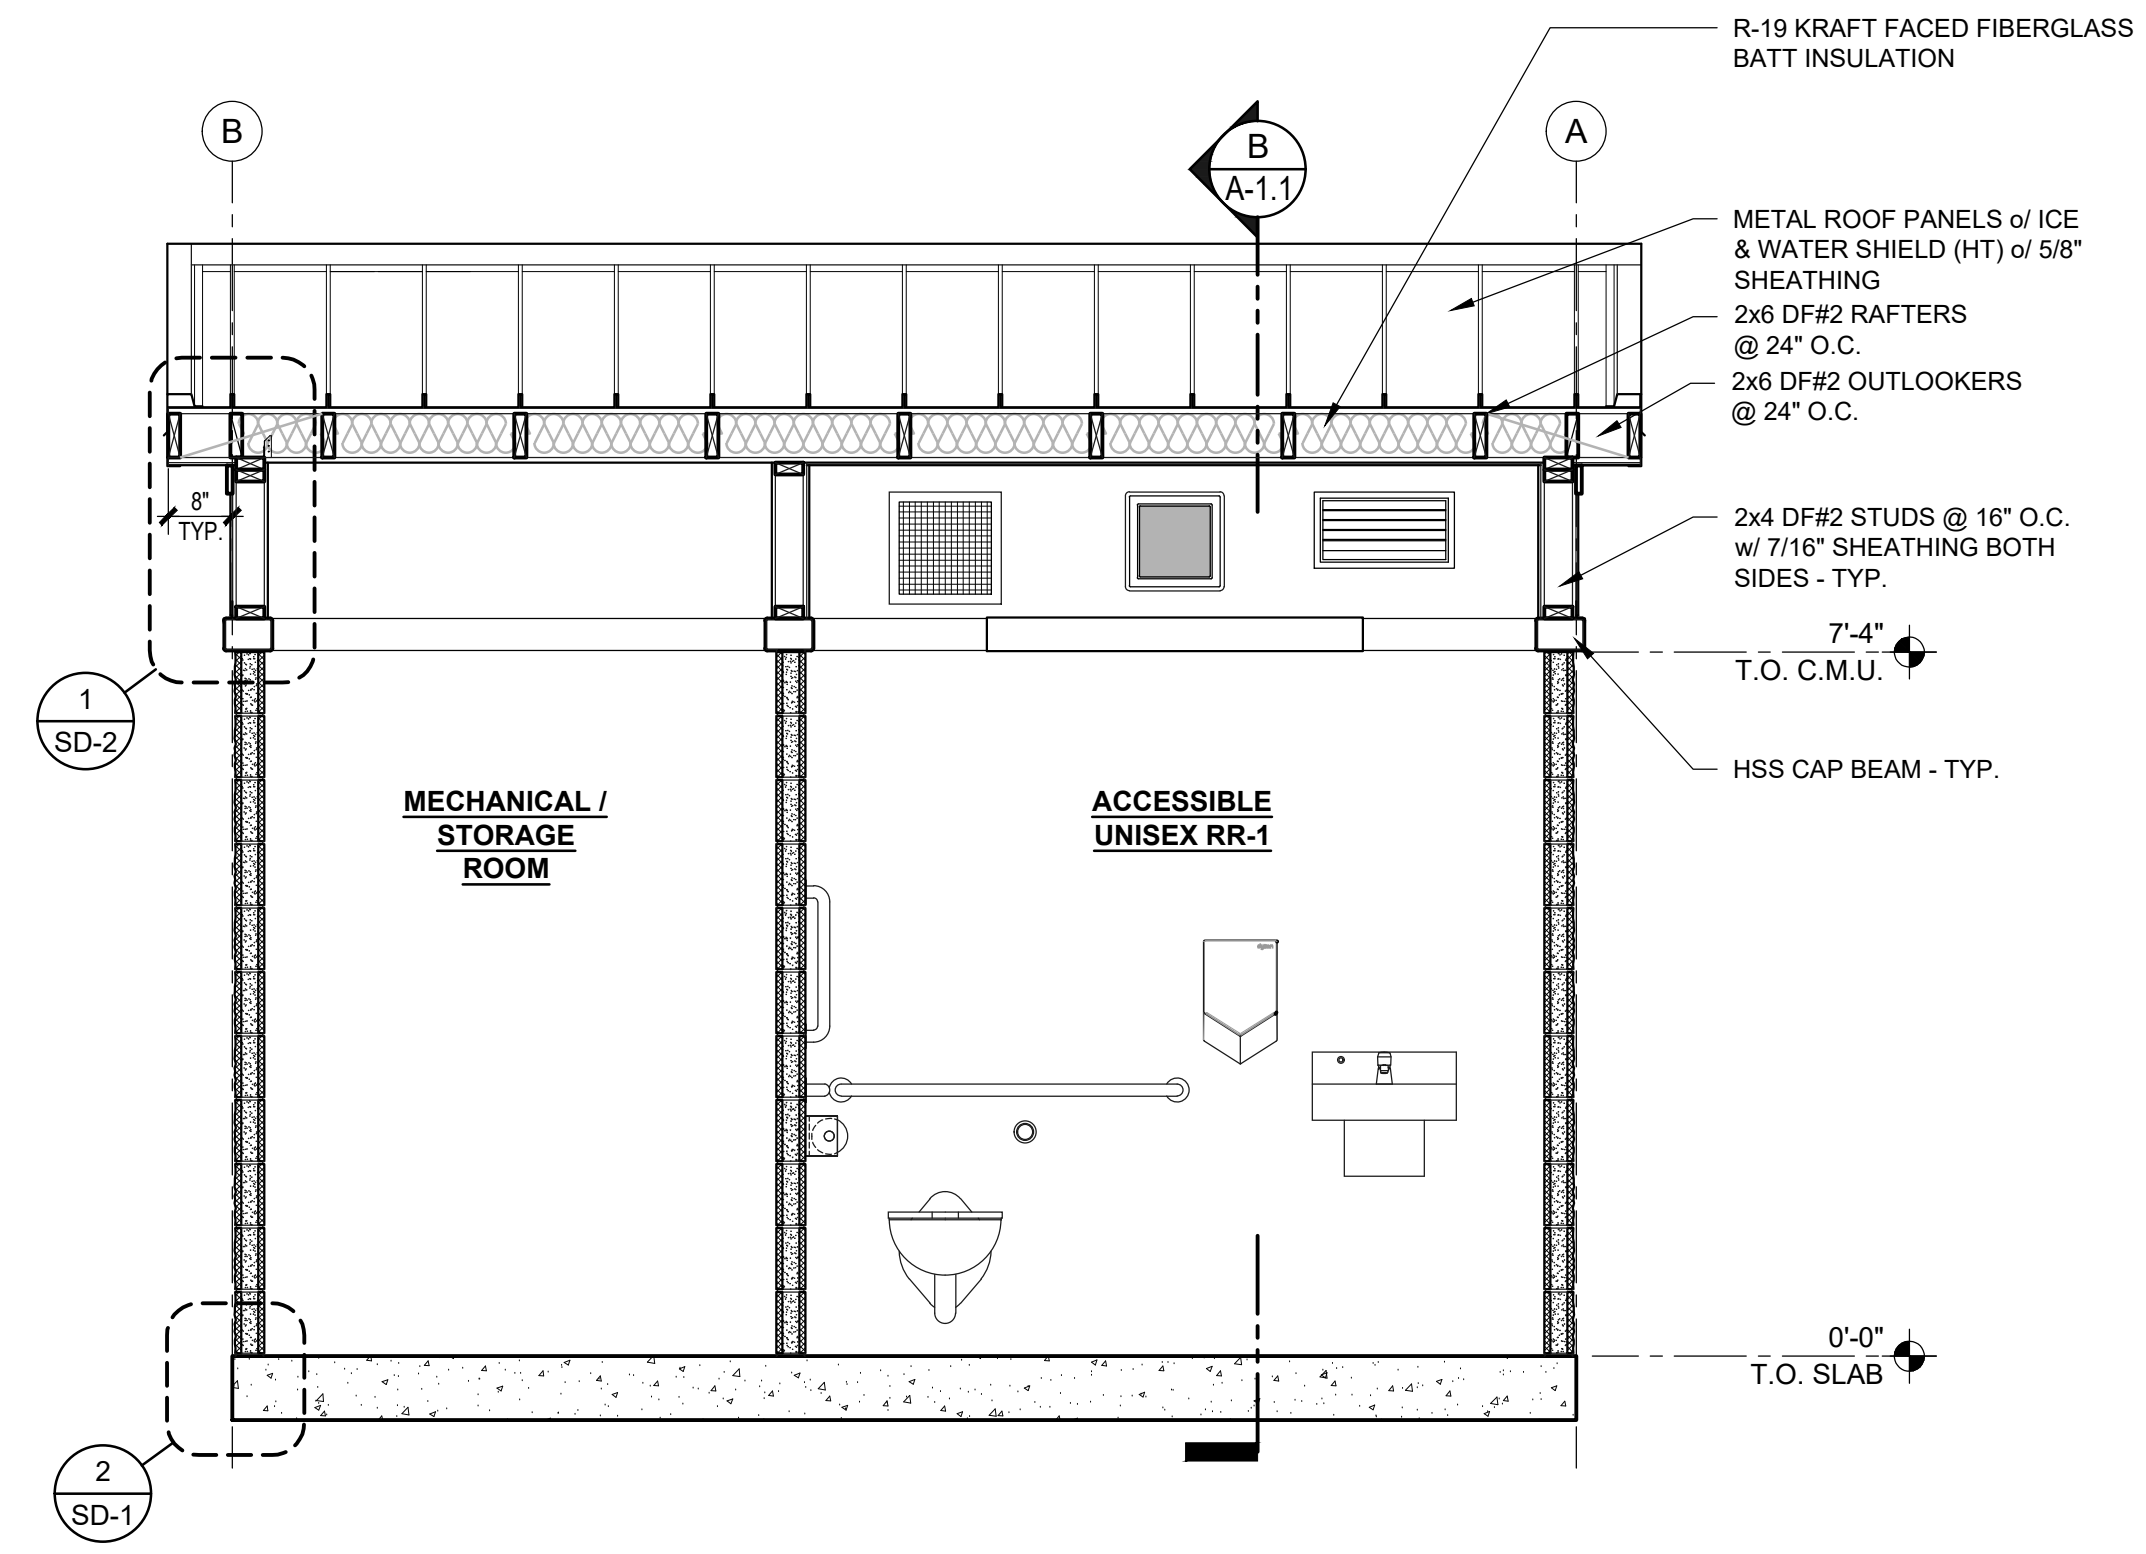 R-19 KRAFT FACED FIBERGLASS
BATT INSULATION
B
B
A-1.1
A
METAL ROOF PANELS o/ ICE
& WATER SHIELD (HT) o/ 5/8"
SHEATHING
2x6 DF#2 RAFTERS
@ 24" O.C.
2x6 DF#2 OUTLOOKERS
@ 24" O.C.
8"
TYP.
2x4 DF#2 STUDS @ 16" O.C.
w/ 7/16" SHEATHING BOTH
SIDES - TYP.
7'-4"
T.O. C.M.U.
1
SD-2
HSS CAP BEAM - TYP.
MECHANICAL /
STORAGE
ROOM
ACCESSIBLE
UNISEX RR-1
dyson
0'-0"
T.O. SLAB
2
SD-1